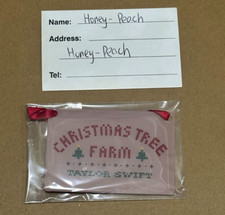 Name: Honey-Peach
Address:
Honey-Peach
Tel:
CHRISTMAS TREE
FARM
TAYLOR SWIFT